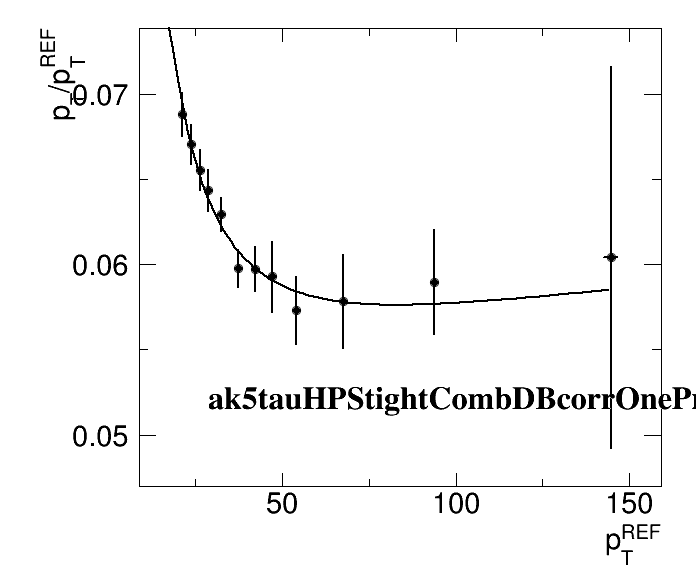 p_T/p_T^REF
0.07
0.06
0.05
ak5tauHPStightCombDBcorrOnePr
50 100 150
p_T^REF